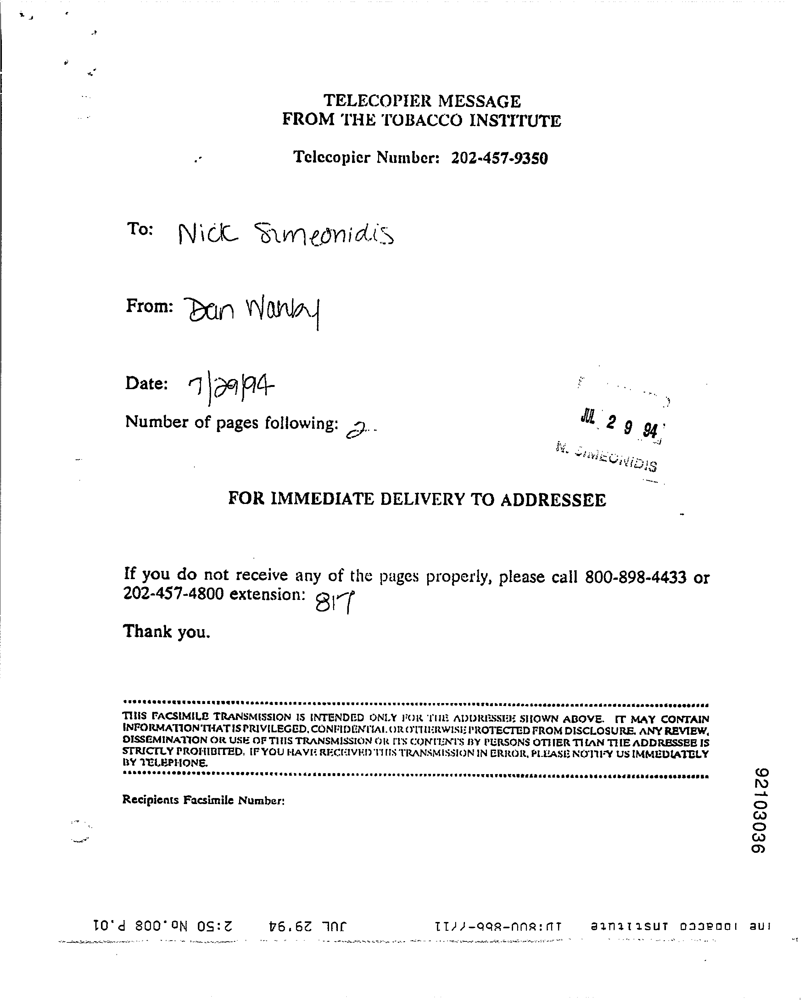 TELECOPIER MESSAGE
FROM THE TOBACCO INSTITUTE
Telecopier Number: 202-457-9350
To: Nick Simeonidis
From: Dan
Date: 7/29/94
Number of pages following: 2
JUL 29 94
N. SIMEONIDIS
FOR IMMEDIATE DELIVERY TO ADDRESSEE
If you do not receive any of the pages properly, please call 800-898-4433 or
202-457-4800 extension: 817
Thank you.
THIS FACSIMILE TRANSMISSION IS INTENDED ONLY FOR THE ADDRESSEE SHOWN ABOVE. IT MAY CONTAIN
INFORMATION THAT IS PRIVILEGED, CONFIDENTIAL OR OTHERWISE PROTECTED FROM DISCLOSURE. ANY REVIEW,
DISSEMINATION OR USE OF THIS TRANSMISSION OR ITS CONTENTS BY PERSONS OTHER THAN THE ADDRESSEE IS
STRICTLY PROHIBITED. IF YOU HAVE RECEIVED THIS TRANSMISSION IN ERROR, PLEASE NOTIFY US IMMEDIATELY
BY TELEPHONE.
Recipients Facsimile Number:
92103036
The Tobacco Institute ID:800-866- JUL 29,94 2:50 No.008 P.01